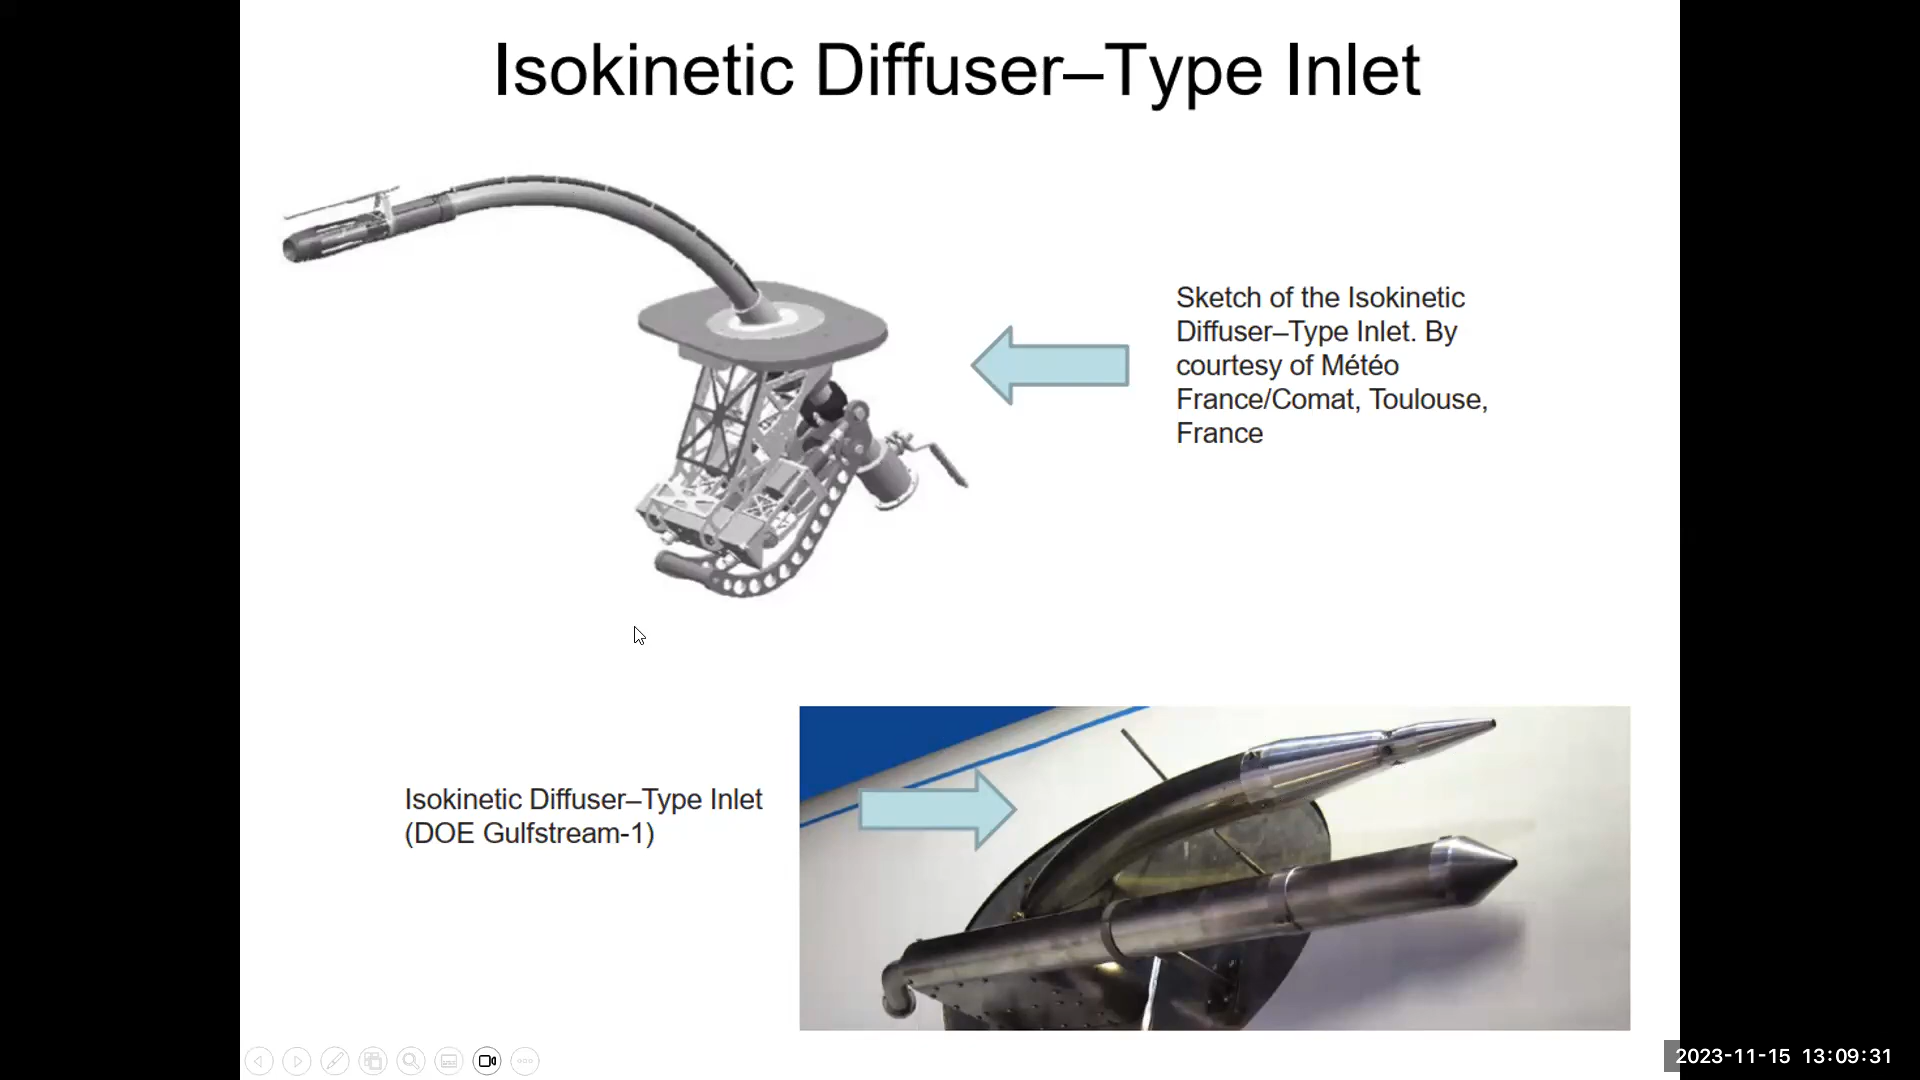 Isokinetic Diffuser–Type Inlet
Sketch of the Isokinetic
Diffuser–Type Inlet. By
courtesy of Météo
France/Comat, Toulouse,
France
Isokinetic Diffuser–Type Inlet
(DOE Gulfstream-1)
2023-11-15 13:09:31